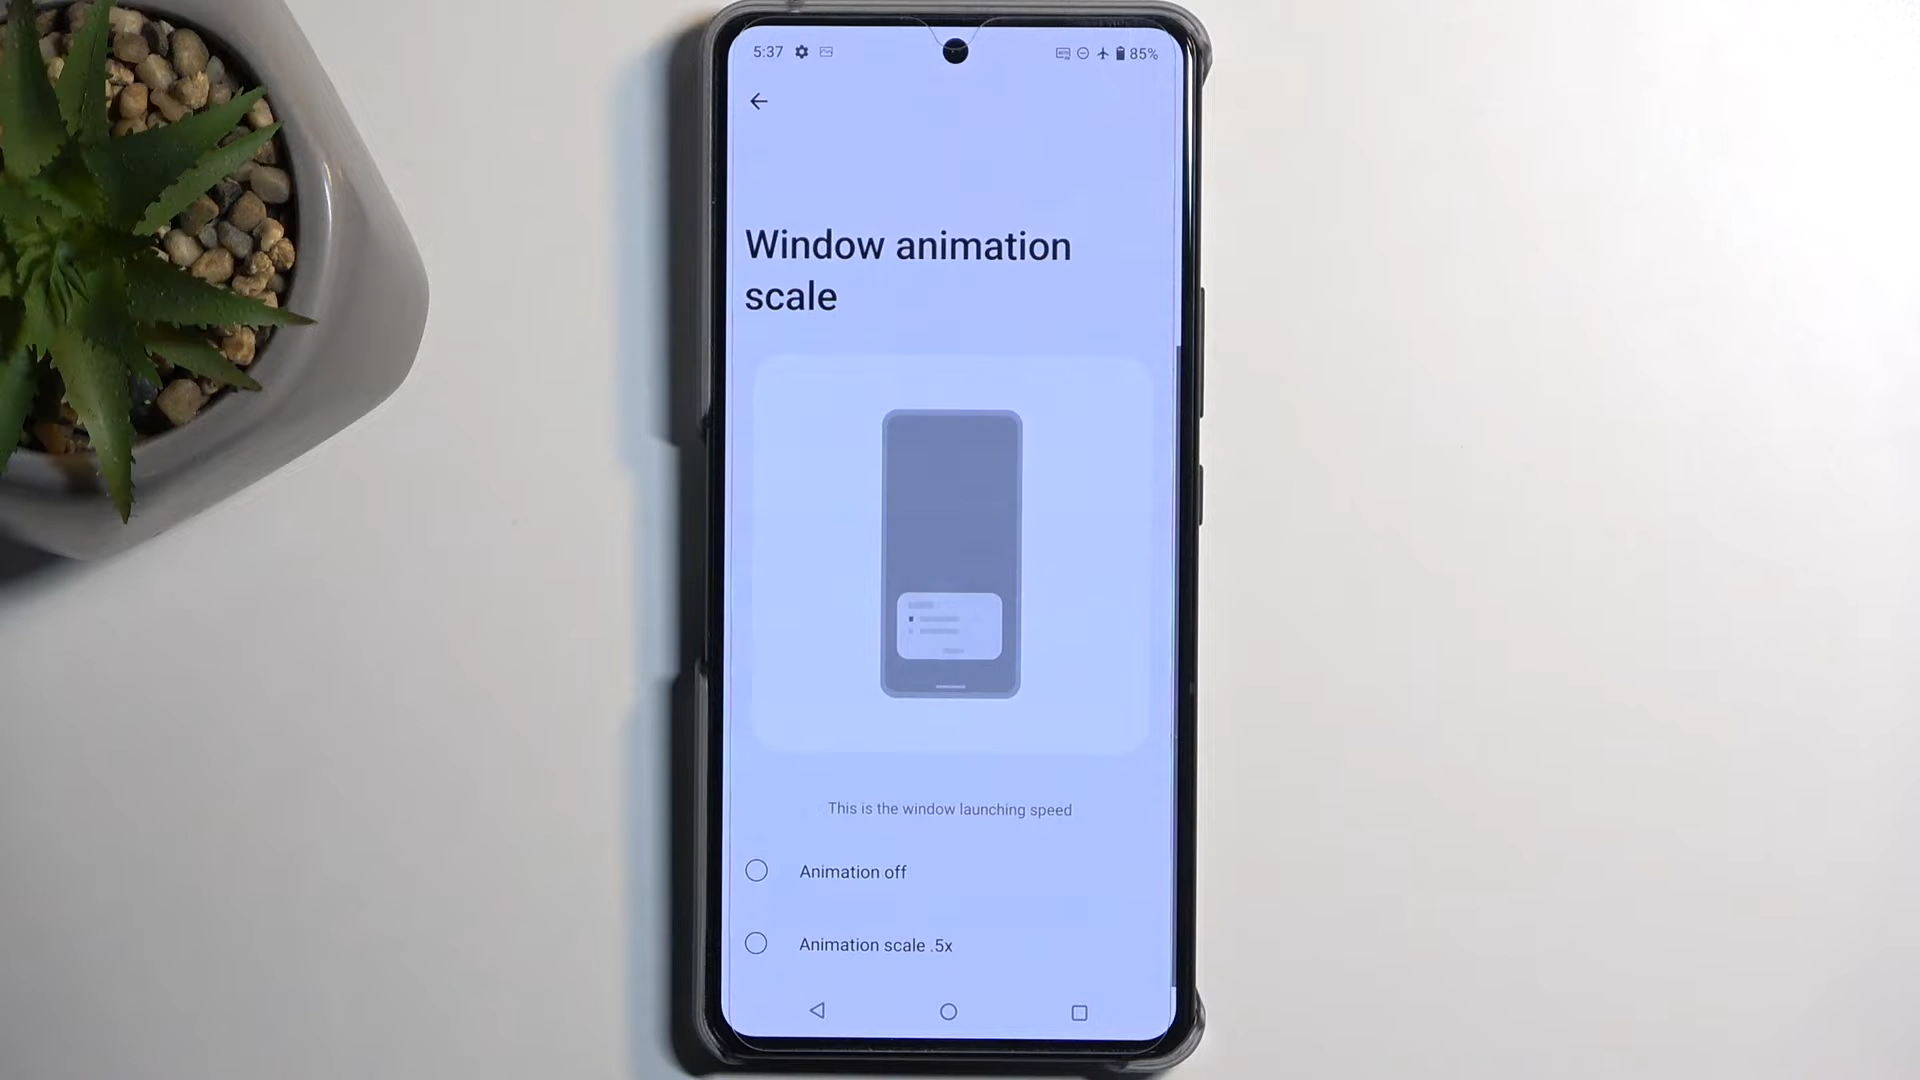 5:37 85%
Window animation
scale
This is the window launching speed
Animation off
Animation scale .5x